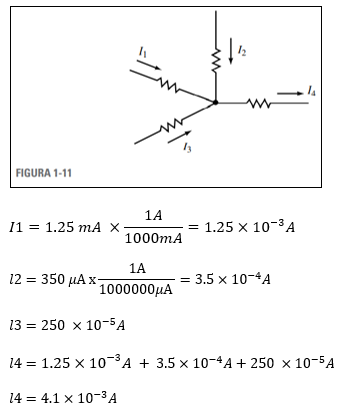 I₁
I₂
I₄
I₃
FIGURA 1-11
I1 = 1.25 mA × 1A / 1000mA = 1.25 × 10⁻³A
I2 = 350 μA x 1A / 1000000μA = 3.5 × 10⁻⁴A
I3 = 250 × 10⁻⁵A
I4 = 1.25 × 10⁻³A + 3.5 × 10⁻⁴A + 250 × 10⁻⁵A
I4 = 4.1 × 10⁻³A